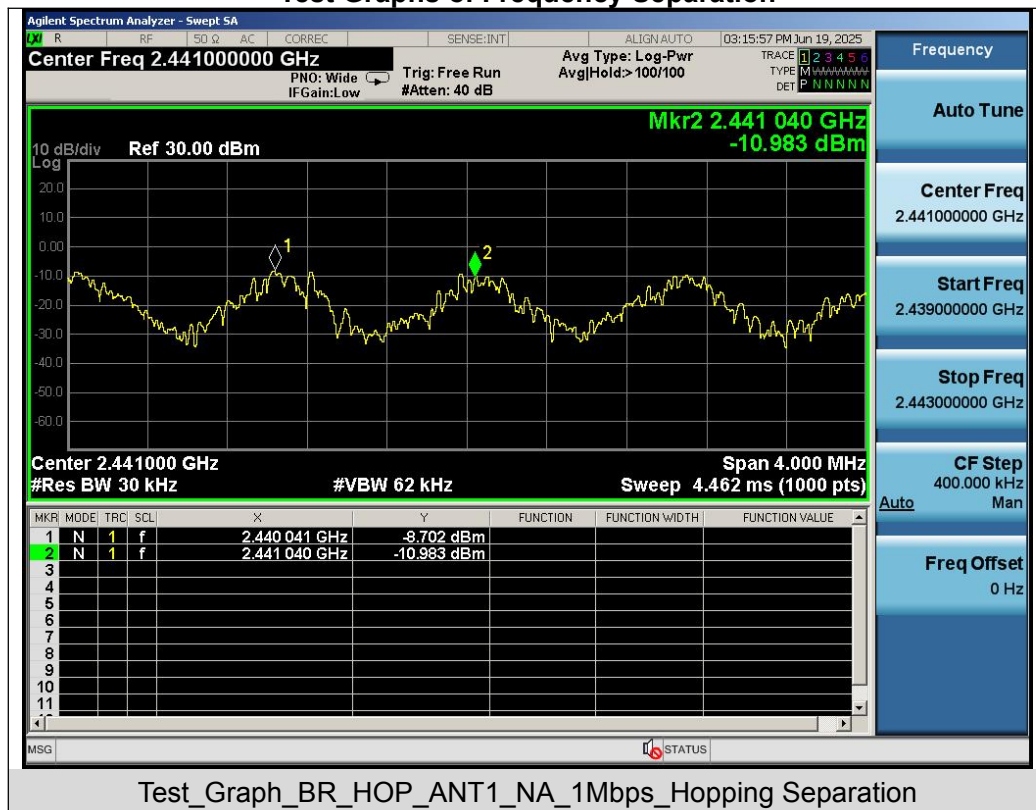 Test Graphs of Frequency Separation
Agilent Spectrum Analyzer - Swept SA
LXI R RF 50 Ω AC CORREC SENSE:INT ALIGN AUTO 03:15:57 PM Jun 19, 2025
Center Freq 2.441000000 GHz
PNO: Wide
IFGain:Low
Trig: Free Run
#Atten: 40 dB
Avg Type: Log-Pwr
Avg|Hold:>100/100
TRACE 1 2 3 4 5 6
TYPE M WWWWW
DET P N N N N N
Mkr2 2.441 040 GHz
-10.983 dBm
10 dB/div Ref 30.00 dBm
Log
20.0
10.0
0.00
-10.0
-20.0
-30.0
-40.0
-50.0
-60.0
1
2
Center 2.441000 GHz Span 4.000 MHz
#Res BW 30 kHz #VBW 62 kHz Sweep 4.462 ms (1000 pts)
MKR MODE TRC SCL X Y FUNCTION FUNCTION WIDTH FUNCTION VALUE
1 N 1 f 2.440 041 GHz -8.702 dBm
2 N 1 f 2.441 040 GHz -10.983 dBm
3
4
5
6
7
8
9
10
11
MSG STATUS
Frequency
Auto Tune
Center Freq
2.441000000 GHz
Start Freq
2.439000000 GHz
Stop Freq
2.443000000 GHz
CF Step
400.000 kHz
Auto Man
Freq Offset
0 Hz
Test_Graph_BR_HOP_ANT1_NA_1Mbps_Hopping Separation